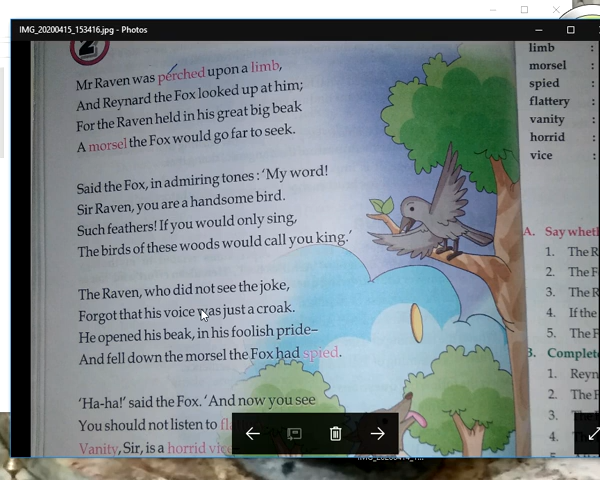 IMG_20200415_153416.jpg - Photos
2
Mr Raven was perched upon a limb,
And Reynard the Fox looked up at him;
For the Raven held in his great big beak
A morsel the Fox would go far to seek.
Said the Fox, in admiring tones : ‘My word!
Sir Raven, you are a handsome bird.
Such feathers! If you would only sing,
The birds of these woods would call you king.’
The Raven, who did not see the joke,
Forgot that his voice was just a croak.
He opened his beak, in his foolish pride–
And fell down the morsel the Fox had spied.
‘Ha-ha!’ said the Fox. ‘And now you see
You should not listen to
Vanity, Sir, is a horrid vice
limb :
morsel :
spied :
flattery :
vanity :
horrid :
vice :
A. Say
1. The R
2. The F
3. The R
4. If the
5. The F
B. Complet
1. Reyn
2. The F
3. The
4. Th